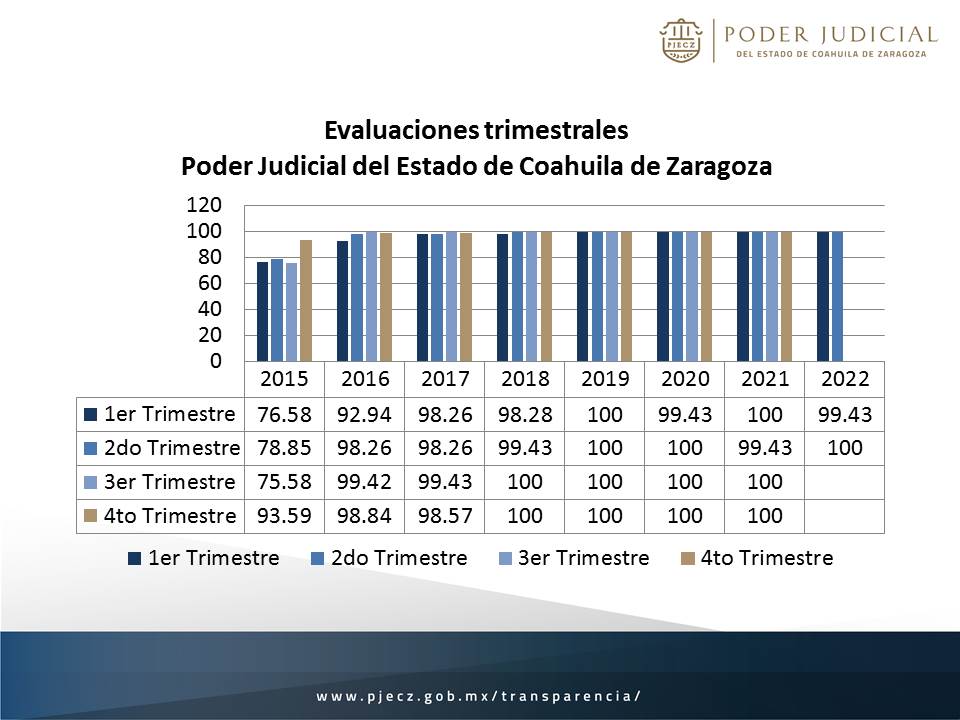 PJECZ
PODER JUDICIAL
DEL ESTADO DE COAHUILA DE ZARAGOZA
Evaluaciones trimestrales
Poder Judicial del Estado de Coahuila de Zaragoza
120
100
80
60
40
20
0
2015 2016 2017 2018 2019 2020 2021 2022
1er Trimestre 76.58 92.94 98.26 98.28 100 99.43 100 99.43
2do Trimestre 78.85 98.26 98.26 99.43 100 100 99.43 100
3er Trimestre 75.58 99.42 99.43 100 100 100 100
4to Trimestre 93.59 98.84 98.57 100 100 100 100
1er Trimestre 2do Trimestre 3er Trimestre 4to Trimestre
www.pjecz.gob.mx/transparencia/